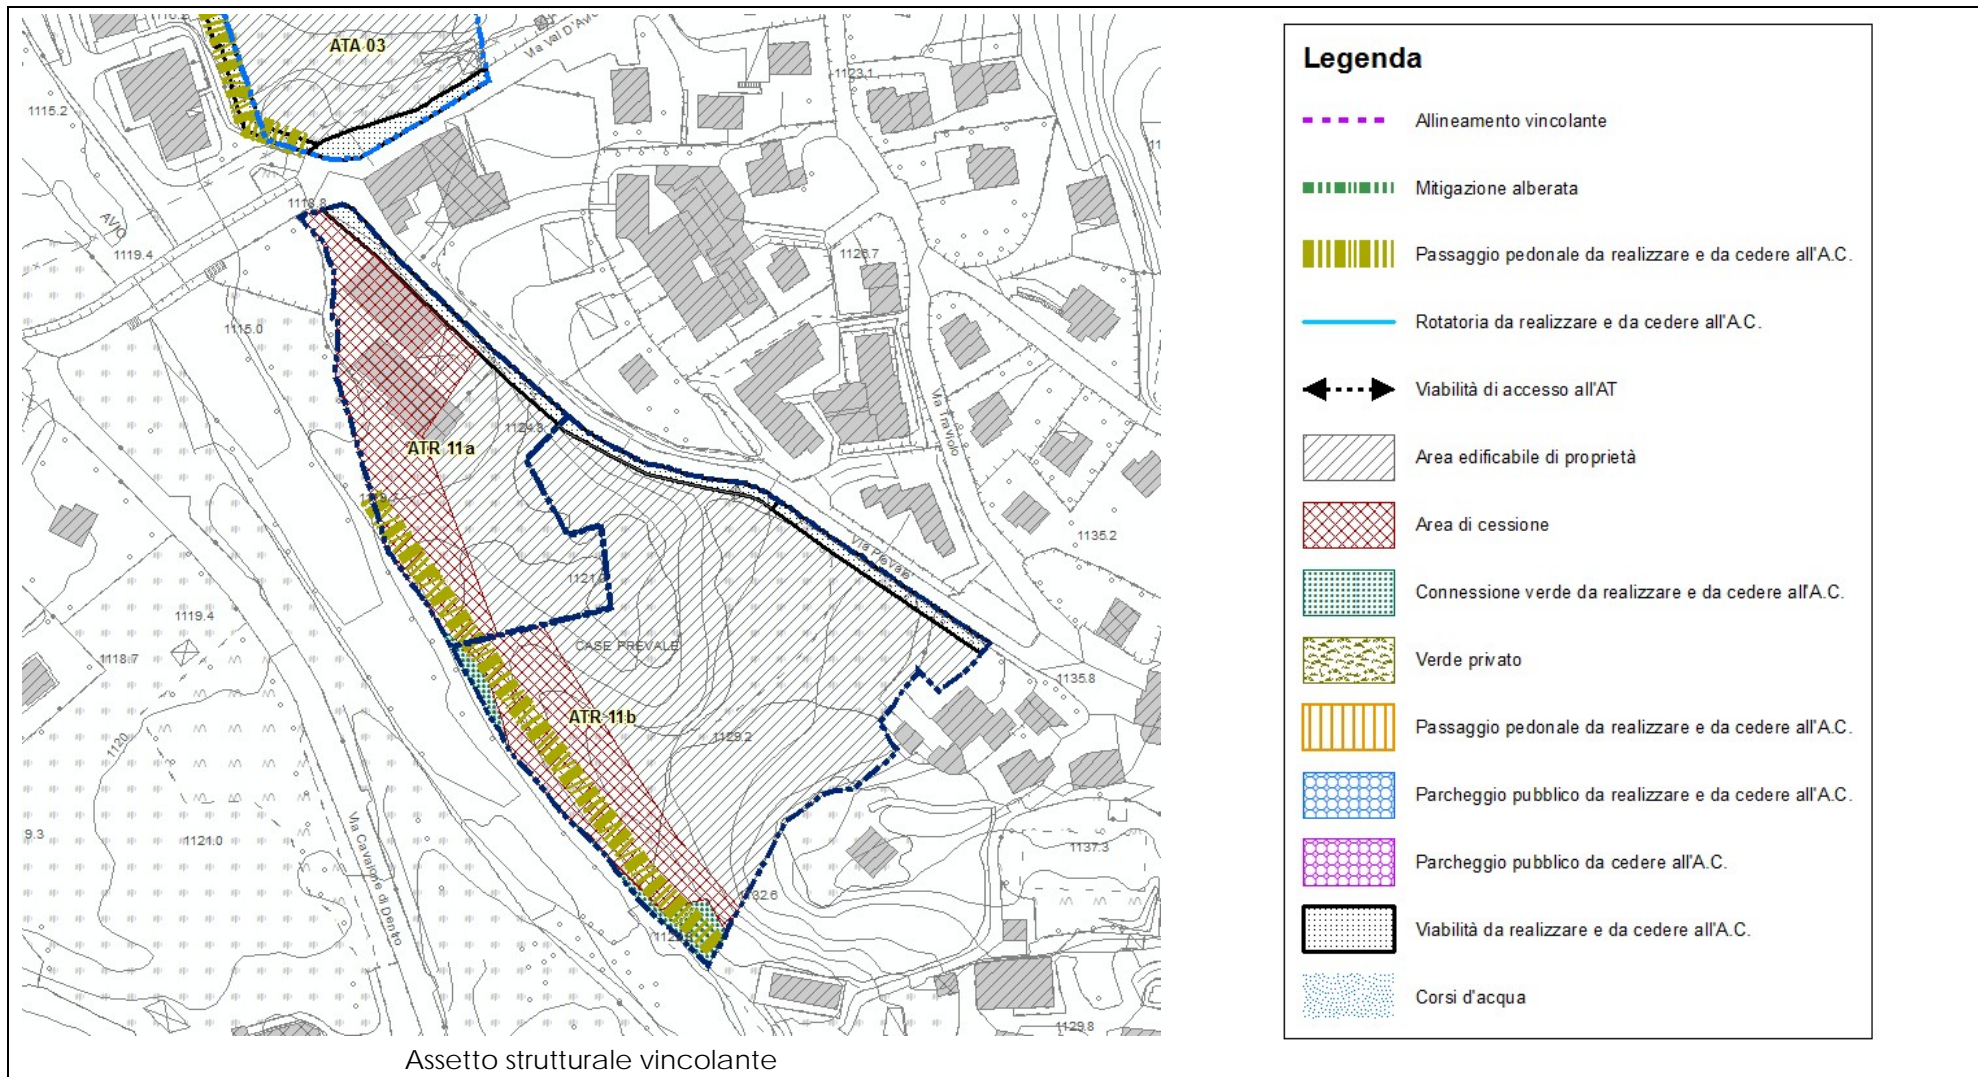 ATA 03
Via Val D'Avio
1123.1
1115.2
1118.8
AVIO
1119.4
1126.7
1115.0
Via Traviolo
1124.3
ATR 11a
Via Prevale
1135.2
1119.4
CASE PREVALE
1118.7
1135.8
ATR 11b
1129.2
1120
9.3
1121.0
Via Cavaione di Dento
1137.3
1132.6
1129.8
Assetto strutturale vincolante
Legenda
Allineamento vincolante
Mitigazione alberata
Passaggio pedonale da realizzare e da cedere all'A.C.
Rotatoria da realizzare e da cedere all'A.C.
Viabilità di accesso all'AT
Area edificabile di proprietà
Area di cessione
Connessione verde da realizzare e da cedere all'A.C.
Verde privato
Passaggio pedonale da realizzare e da cedere all'A.C.
Parcheggio pubblico da realizzare e da cedere all'A.C.
Parcheggio pubblico da cedere all'A.C.
Viabilità da realizzare e da cedere all'A.C.
Corsi d'acqua